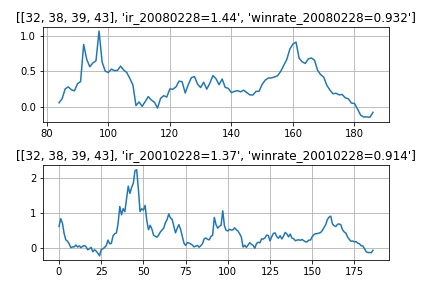 [[32, 38, 39, 43], 'ir_20080228=1.44', 'winrate_20080228=0.932']
1.0
0.5
0.0
80 100 120 140 160 180
[[32, 38, 39, 43], 'ir_20010228=1.37', 'winrate_20010228=0.914']
2
1
0
0 25 50 75 100 125 150 175